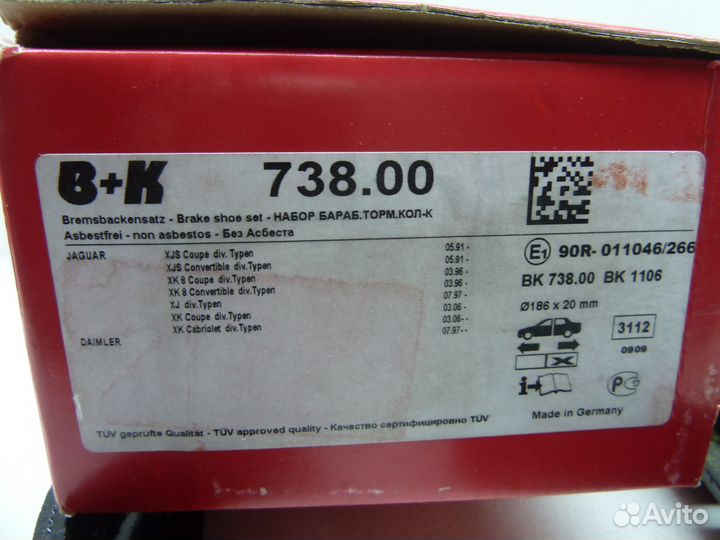 B+K 738.00
Bremsbackensatz - Brake shoe set - НАБОР БАРАБ.ТОРМ.КОЛ-К
Asbestfrei - non asbestos - Без Асбеста
JAGUAR XJS Coupe div.Typen 05.91 -
XJS Convertible div.Typen 05.91 -
XK 8 Coupe div.Typen 03.96 -
XK 8 Convertible div.Typen 03.96 -
XJ div.Typen 07.97 -
XK Coupe div.Typen 03.06 -
XK Cabriolet div.Typen 03.06 -
DAIMLER 07.97 -
E1 90R- 011046/266
BK 738.00 BK 1106
Ø186 x 20 mm
3112
0909
X
i
PC
Made in Germany
TÜV geprüfte Qualität - TÜV approved quality - Качество сертифицировно TÜV
Avito